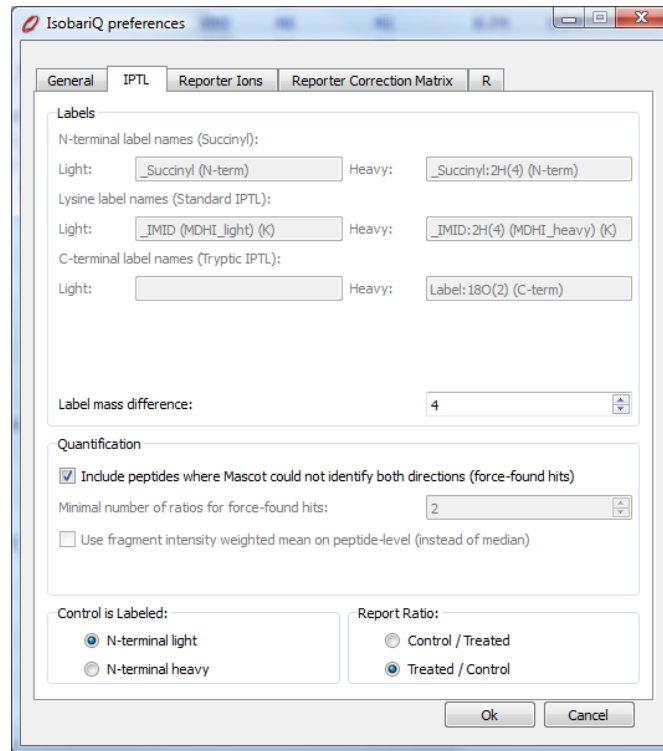 IsobariQ preferences
General IPTL Reporter Ions Reporter Correction Matrix R
Labels
N-terminal label names (Succinyl):
Light: _Succinyl (N-term) Heavy: _Succinyl:2H(4) (N-term)
Lysine label names (Standard IPTL):
Light: _IMID (MDHI_light) (K) Heavy: _IMID:2H(4) (MDHI_heavy) (K)
C-terminal label names (Tryptic IPTL):
Light: Heavy: Label:18O(2) (C-term)
Label mass difference: 4
Quantification
Include peptides where Mascot could not identify both directions (force-found hits)
Minimal number of ratios for force-found hits: 2
Use fragment intensity weighted mean on peptide-level (instead of median)
Control is Labeled: Report Ratio:
N-terminal light Control / Treated
N-terminal heavy Treated / Control
Ok Cancel